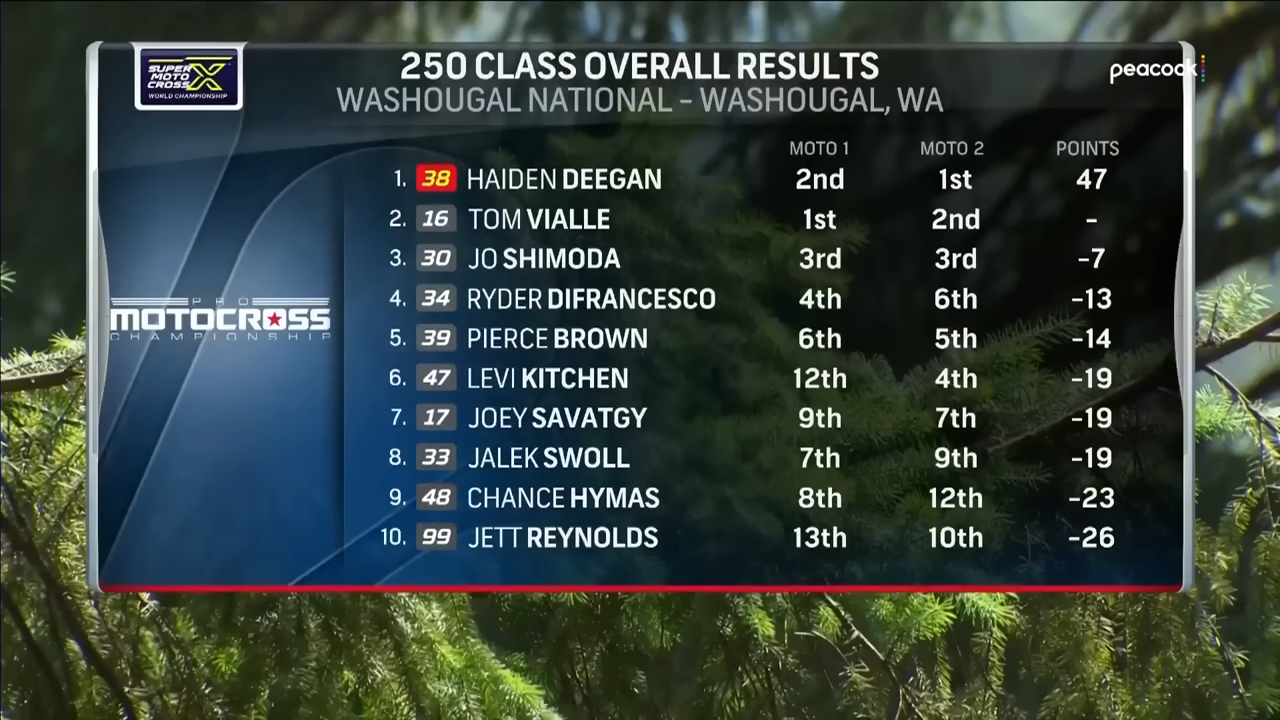 SUPER
MOTO
CROSS X
WORLD CHAMPIONSHIP
250 CLASS OVERALL RESULTS
WASHOUGAL NATIONAL – WASHOUGAL, WA
peacock
MOTO 1 MOTO 2 POINTS
1. 38 HAIDEN DEEGAN 2nd 1st 47
2. 16 TOM VIALLE 1st 2nd –
3. 30 JO SHIMODA 3rd 3rd –7
4. 34 RYDER DIFRANCESCO 4th 6th –13
5. 39 PIERCE BROWN 6th 5th –14
6. 47 LEVI KITCHEN 12th 4th –19
7. 17 JOEY SAVATGY 9th 7th –19
8. 33 JALEK SWOLL 7th 9th –19
9. 48 CHANCE HYMAS 8th 12th –23
10. 99 JETT REYNOLDS 13th 10th –26
PRO
MOTOCROSS
CHAMPIONSHIP